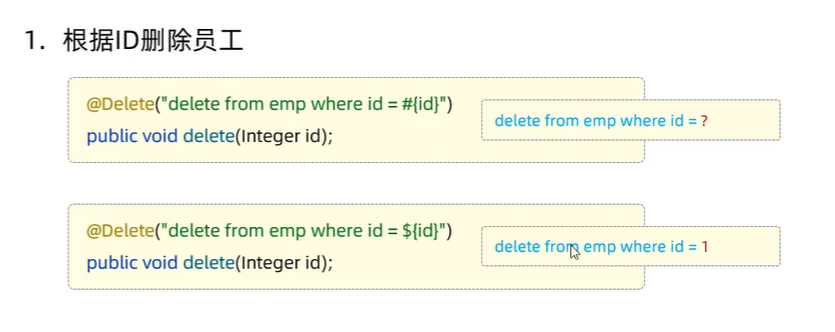 1. 根据ID删除员工
@Delete("delete from emp where id = #{id}")
public void delete(Integer id);
delete from emp where id = ?
@Delete("delete from emp where id = ${id}")
public void delete(Integer id);
delete from emp where id = 1